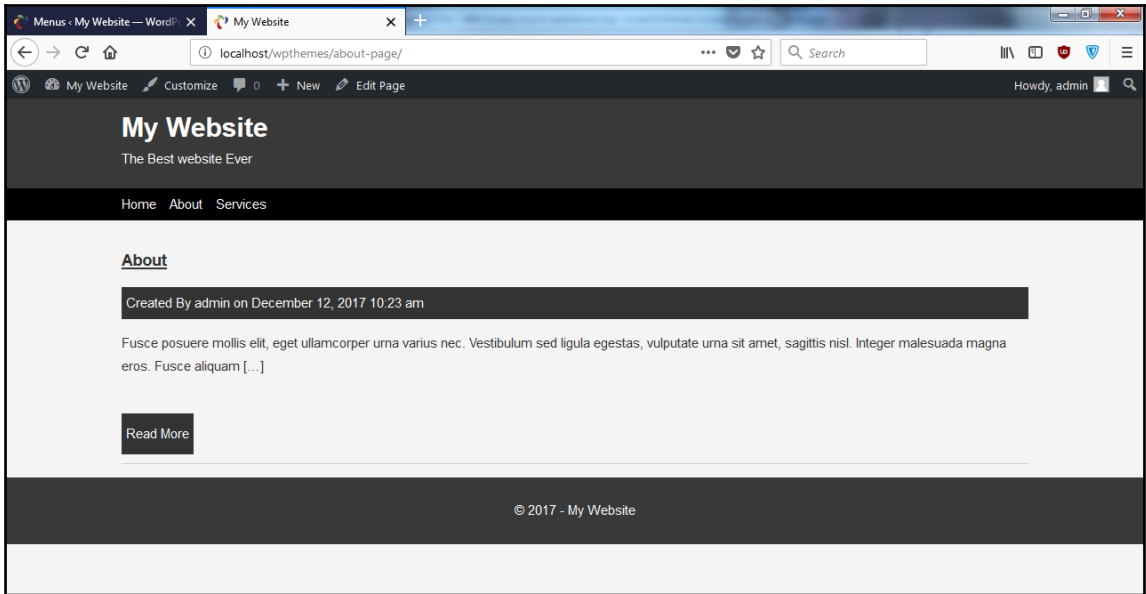 Menus ‹ My Website — WordP
My Website
localhost/wpthemes/about-page/
Search
My Website Customize 0 New Edit Page Howdy, admin
My Website
The Best website Ever
Home About Services
About
Created By admin on December 12, 2017 10:23 am
Fusce posuere mollis elit, eget ullamcorper urna varius nec. Vestibulum sed ligula egestas, vulputate urna sit amet, sagittis nisl. Integer malesuada magna
eros. Fusce aliquam […]
Read More
© 2017 - My Website